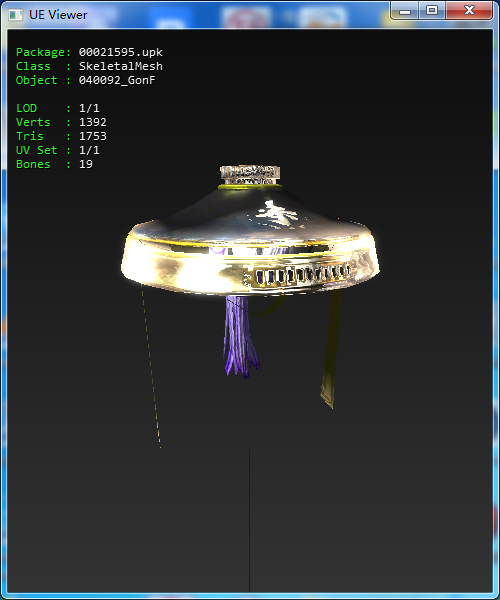 UE Viewer
Package: 00021595.upk
Class : SkeletalMesh
Object : 040092_GonF
LOD : 1/1
Verts : 1392
Tris : 1753
UV Set : 1/1
Bones : 19